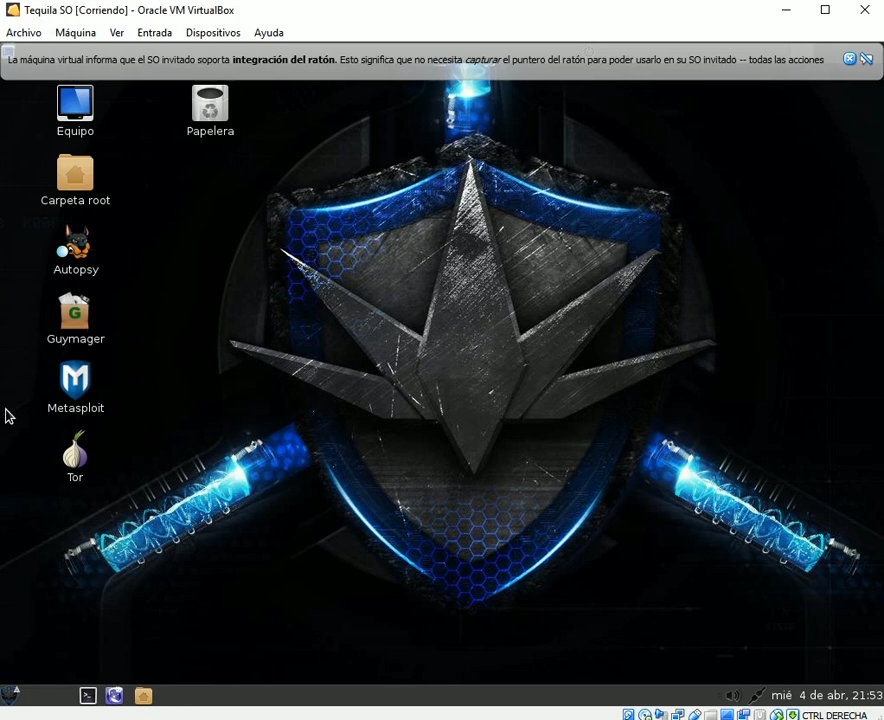 Tequila SO [Corriendo] - Oracle VM VirtualBox
Archivo Máquina Ver Entrada Dispositivos Ayuda
La máquina virtual informa que el SO invitado soporta integración del ratón. Esto significa que no necesita capturar el puntero del ratón para poder usarlo en su SO invitado -- todas las acciones
Equipo
Papelera
Carpeta root
Autopsy
G
Guymager
M
Metasploit
Tor
mié 4 de abr, 21:53
CTRL DERECHA